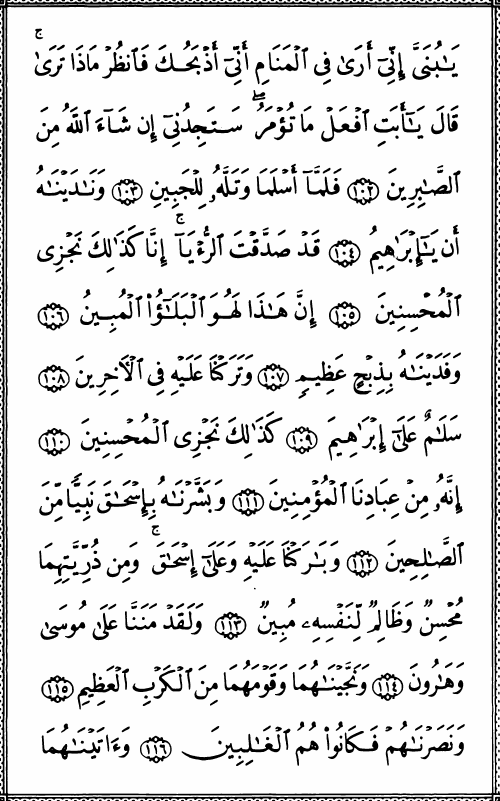 يَـٰبُنَىَّ إِنِّىٓ أَرَىٰ فِى ٱلْمَنَامِ أَنِّىٓ أَذْبَحُكَ فَٱنظُرْ مَاذَا تَرَىٰ ۚ
قَالَ يَـٰٓأَبَتِ ٱفْعَلْ مَا تُؤْمَرُ ۖ سَتَجِدُنِىٓ إِن شَآءَ ٱللَّهُ مِنَ
ٱلصَّـٰبِرِينَ ١٠٢ فَلَمَّآ أَسْلَمَا وَتَلَّهُۥ لِلْجَبِينِ ١٠٣ وَنَـٰدَيْنَـٰهُ
أَن يَـٰٓإِبْرَٰهِيمُ ١٠٤ قَدْ صَدَّقْتَ ٱلرُّءْيَآ ۚ إِنَّا كَذَٰلِكَ نَجْزِى
ٱلْمُحْسِنِينَ ١٠٥ إِنَّ هَـٰذَا لَهُوَ ٱلْبَلَـٰٓؤُا۟ ٱلْمُبِينُ ١٠٦
وَفَدَيْنَـٰهُ بِذِبْحٍ عَظِيمٍ ١٠٧ وَتَرَكْنَا عَلَيْهِ فِى ٱلْـَٔاخِرِينَ ١٠٨
سَلَـٰمٌ عَلَىٰٓ إِبْرَٰهِيمَ ١٠٩ كَذَٰلِكَ نَجْزِى ٱلْمُحْسِنِينَ ١١٠
إِنَّهُۥ مِنْ عِبَادِنَا ٱلْمُؤْمِنِينَ ١١١ وَبَشَّرْنَـٰهُ بِإِسْحَـٰقَ نَبِيًّا مِّنَ
ٱلصَّـٰلِحِينَ ١١٢ وَبَـٰرَكْنَا عَلَيْهِ وَعَلَىٰٓ إِسْحَـٰقَ ۚ وَمِن ذُرِّيَّتِهِمَا
مُحْسِنٌ وَظَالِمٌ لِّنَفْسِهِۦ مُبِينٌ ١١٣ وَلَقَدْ مَنَنَّا عَلَىٰ مُوسَىٰ
وَهَـٰرُونَ ١١٤ وَنَجَّيْنَـٰهُمَا وَقَوْمَهُمَا مِنَ ٱلْكَرْبِ ٱلْعَظِيمِ ١١٥
وَنَصَرْنَـٰهُمْ فَكَانُوا۟ هُمُ ٱلْغَـٰلِبِينَ ١١٦ وَءَاتَيْنَـٰهُمَا